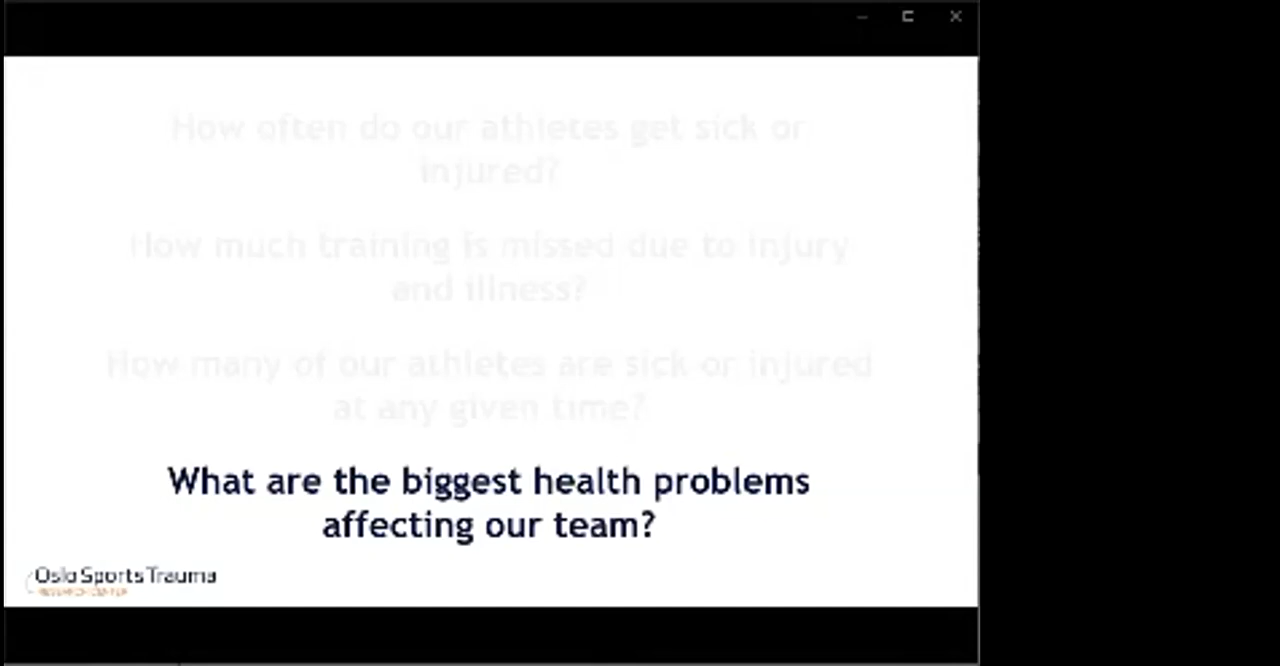 How often do our athletes get sick or
injured?
How much training is missed due to injury
and illness?
How many of our athletes are sick or injured
at any given time?
What are the biggest health problems
affecting our team?
Oslo Sports Trauma
RESEARCH CENTER